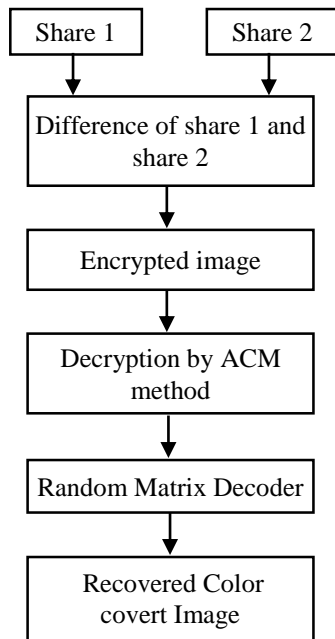 Share 1
Share 2
Difference of share 1 and
share 2
Encrypted image
Decryption by ACM
method
Random Matrix Decoder
Recovered Color
covert Image